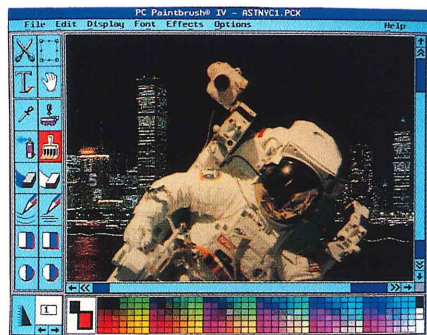 PC Paintbrush® IV - ASTNYC1.PCX
File Edit Display Font Effects Options Help
1